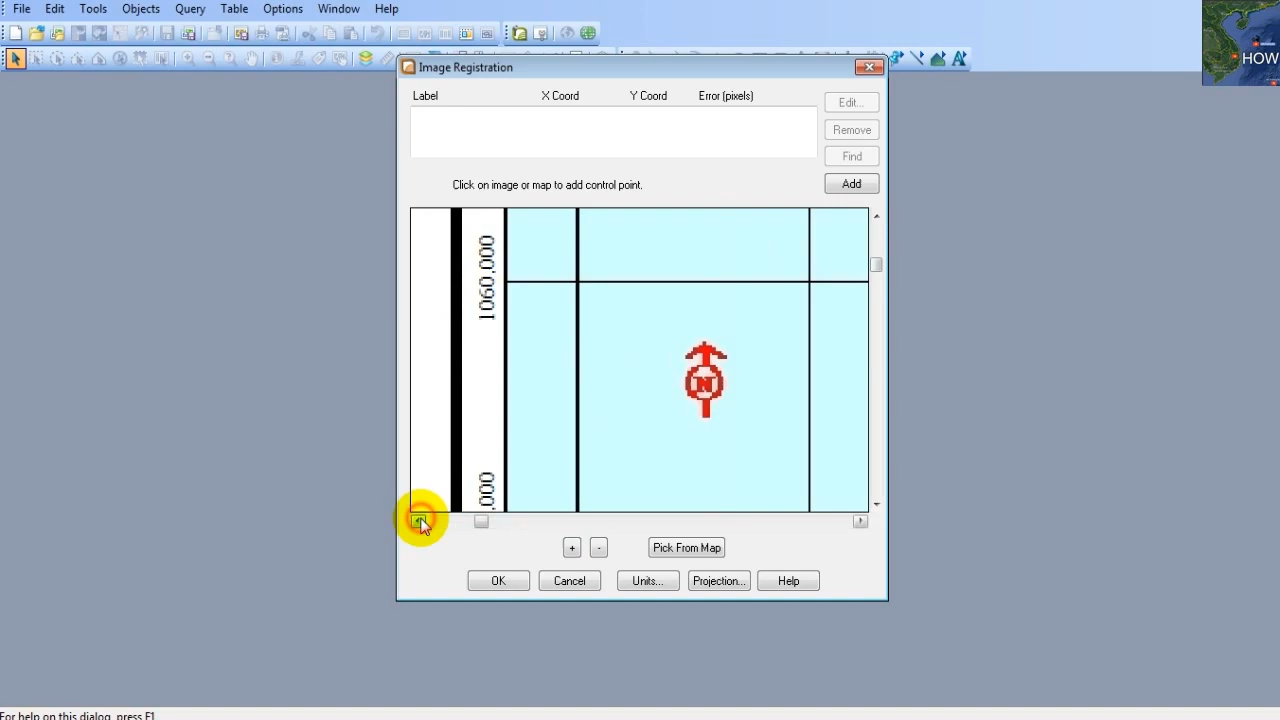 File Edit Tools Objects Query Table Options Window Help
HOW
Image Registration
Label X Coord Y Coord Error (pixels)
Edit...
Remove
Find
Click on image or map to add control point.
Add
1060.000
.000
N
+ - Pick From Map
OK Cancel Units... Projection... Help
For help on this dialog, press F1